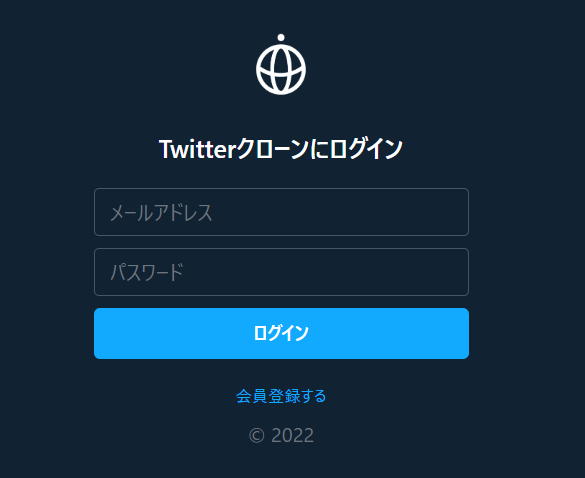 Twitterクローンにログイン
メールアドレス
パスワード
ログイン
会員登録する
© 2022